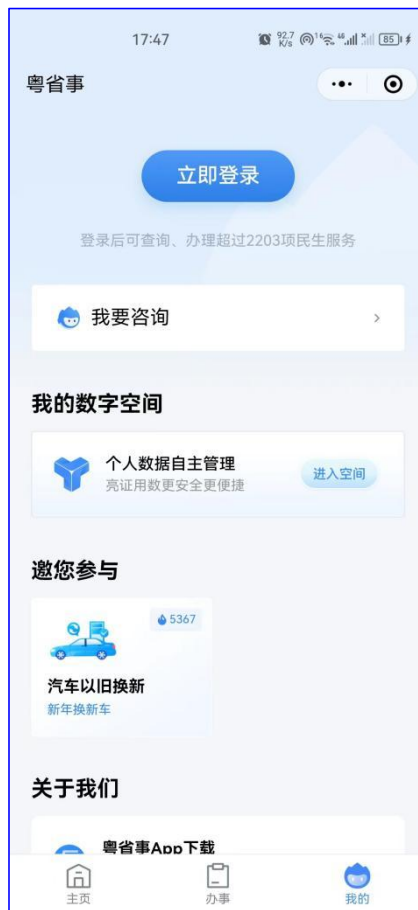 17:47
92.7 K/s
85
粤省事
立即登录
登录后可查询、办理超过2203项民生服务
我要咨询
我的数字空间
个人数据自主管理
亮证用数更安全更便捷
进入空间
邀您参与
5367
汽车以旧换新
新年换新车
关于我们
粤省事App下载
主页
办事
我的